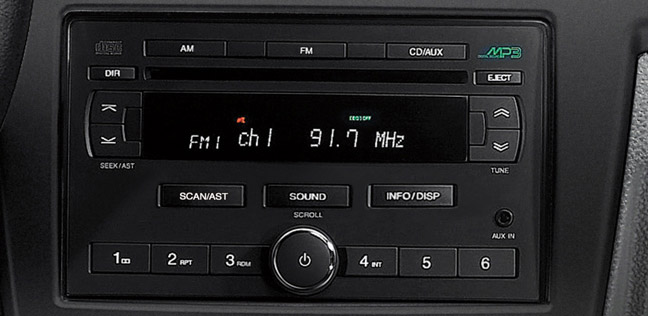 AM FM CD/AUX MP3
DIR EJECT
FM1 ch1 91.7 MHz
SEEK/AST TUNE
SCAN/AST SOUND INFO/DISP
SCROLL
AUX IN
1 2 RPT 3 RDM 4 INT 5 6